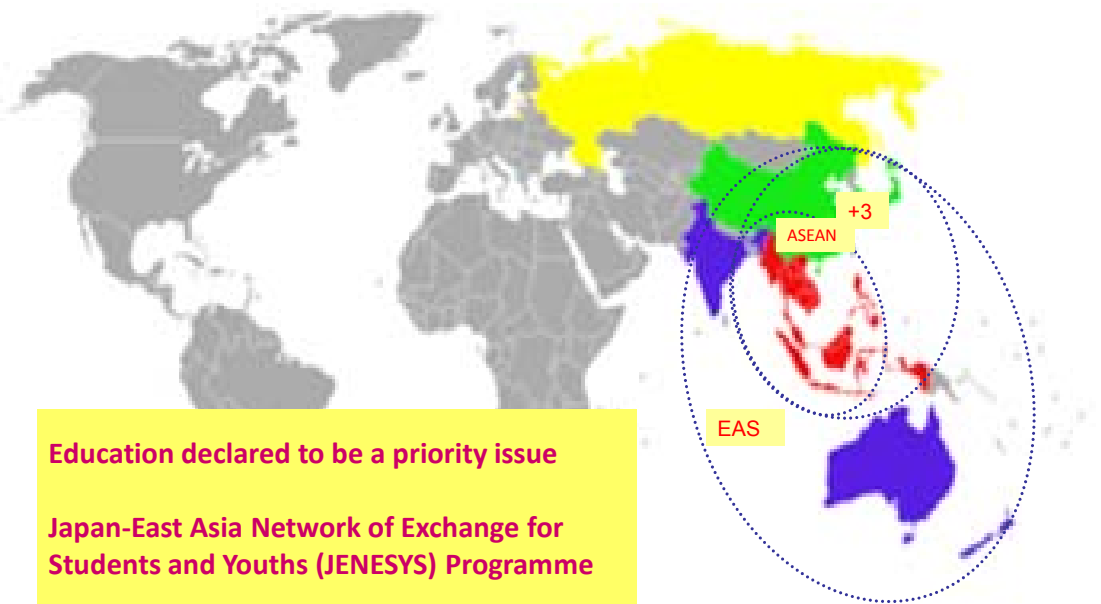 +3
ASEAN
EAS
Education declared to be a priority issue
Japan-East Asia Network of Exchange for
Students and Youths (JENESYS) Programme